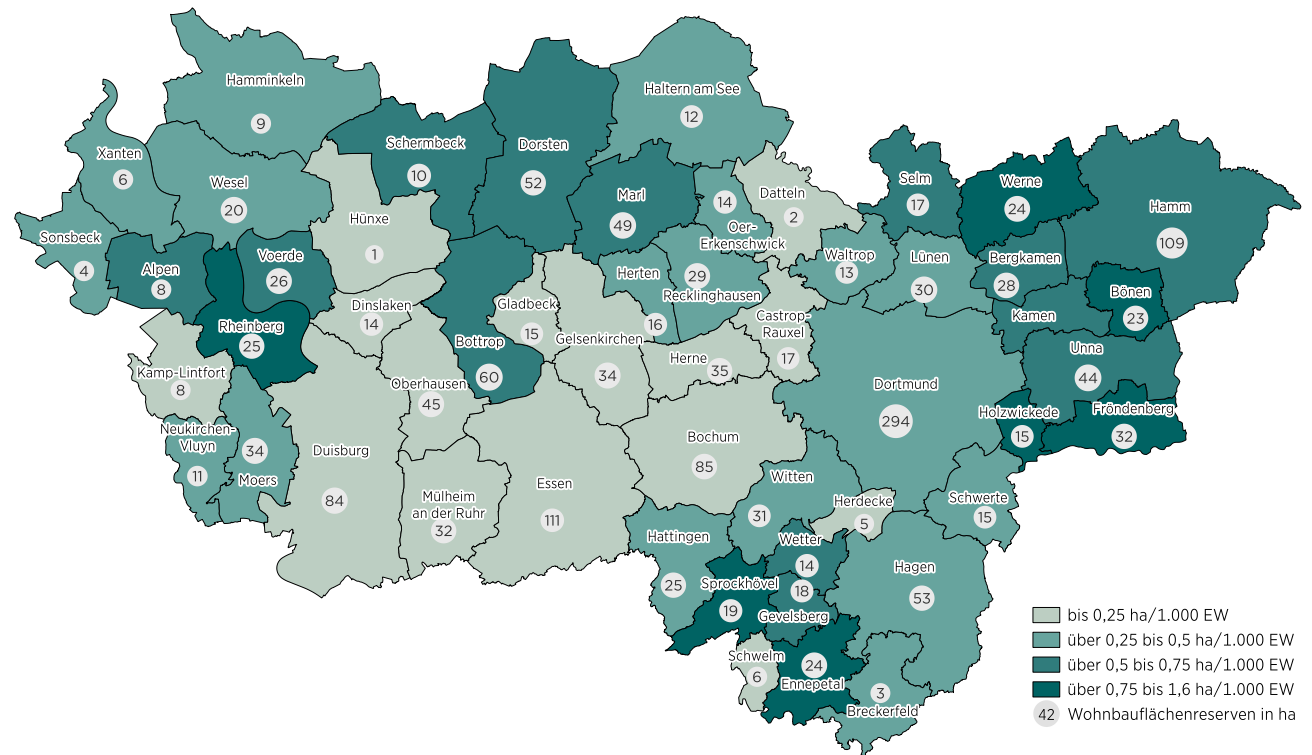 Hamminkeln
9
Haltern am See
12
Schermbeck
10
Dorsten
52
Xanten
6
Wesel
20
Marl
49
14
Oer-
Erkenschwick
Datteln
2
Selm
17
Werne
24
Hamm
109
Hünxe
1
Sonsbeck
4
Alpen
8
Voerde
26
Herten
16
29
Recklinghausen
Waltrop
13
Lünen
30
Bergkamen
28
Bönen
23
Dinslaken
14
Gladbeck
15
Kamen
Rheinberg
25
Bottrop
60
Gelsenkirchen
34
Herne
35
Castrop-
Rauxel
17
Unna
44
Kamp-Lintfort
8
Oberhausen
45
Dortmund
294
Holzwickede
15
Fröndenberg
32
Neukirchen-
Vluyn
11
34
Moers
Duisburg
84
Bochum
85
Mülheim
an der Ruhr
32
Essen
111
Witten
31
Herdecke
5
Schwerte
15
Hattingen
25
Wetter
14
Hagen
53
Sprockhövel
19
18
Gevelsberg
Schwelm
6
24
Ennepetal
3
Breckerfeld
bis 0,25 ha/1.000 EW
über 0,25 bis 0,5 ha/1.000 EW
über 0,5 bis 0,75 ha/1.000 EW
über 0,75 bis 1,6 ha/1.000 EW
42 Wohnbauflächenreserven in ha